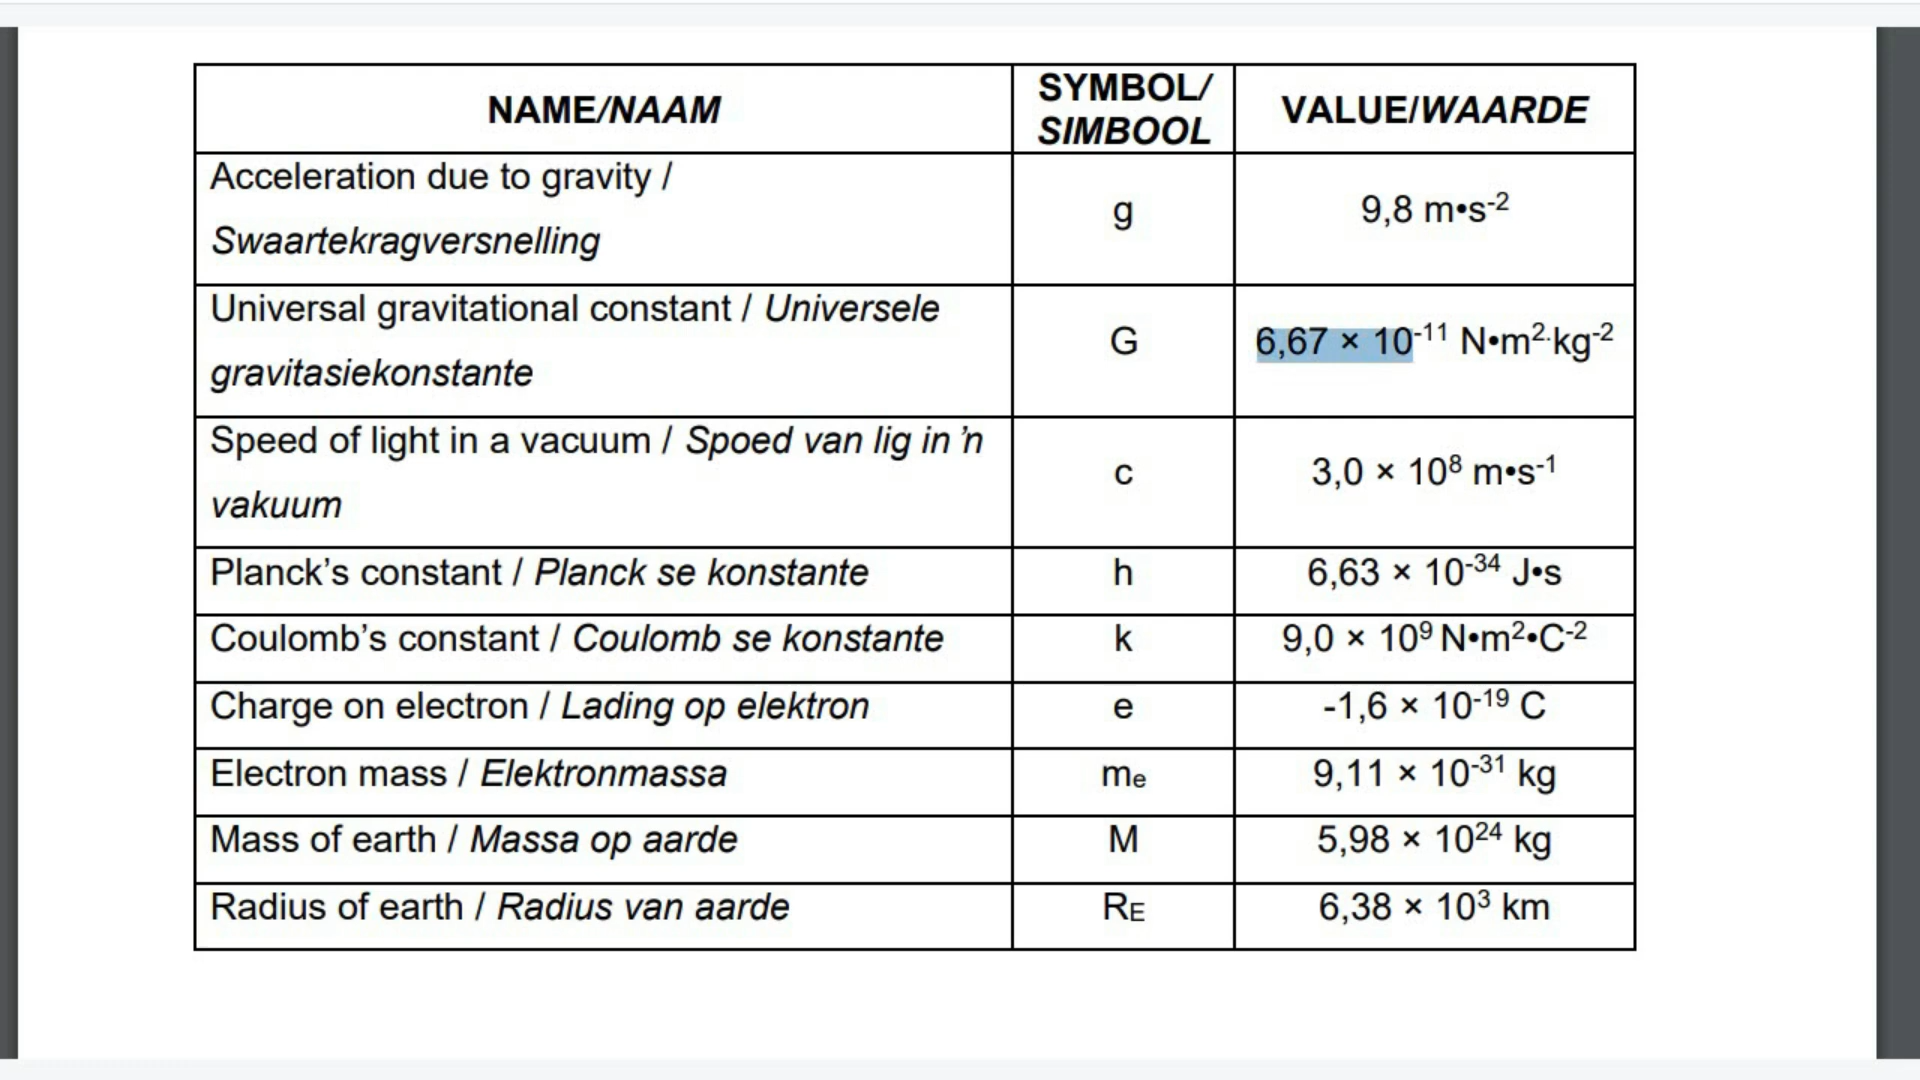 NAME/NAAM
SYMBOL/
SIMBOOL
VALUE/WAARDE
Acceleration due to gravity /
Swaartekragversnelling
g
9,8 m•s⁻²
Universal gravitational constant / Universele
gravitasiekonstante
G
6,67 × 10⁻¹¹ N•m²·kg⁻²
Speed of light in a vacuum / Spoed van lig in 'n
vakuum
c
3,0 × 10⁸ m•s⁻¹
Planck’s constant / Planck se konstante
h
6,63 × 10⁻³⁴ J•s
Coulomb’s constant / Coulomb se konstante
k
9,0 × 10⁹ N•m²•C⁻²
Charge on electron / Lading op elektron
e
-1,6 × 10⁻¹⁹ C
Electron mass / Elektronmassa
mₑ
9,11 × 10⁻³¹ kg
Mass of earth / Massa op aarde
M
5,98 × 10²⁴ kg
Radius of earth / Radius van aarde
RE
6,38 × 10³ km